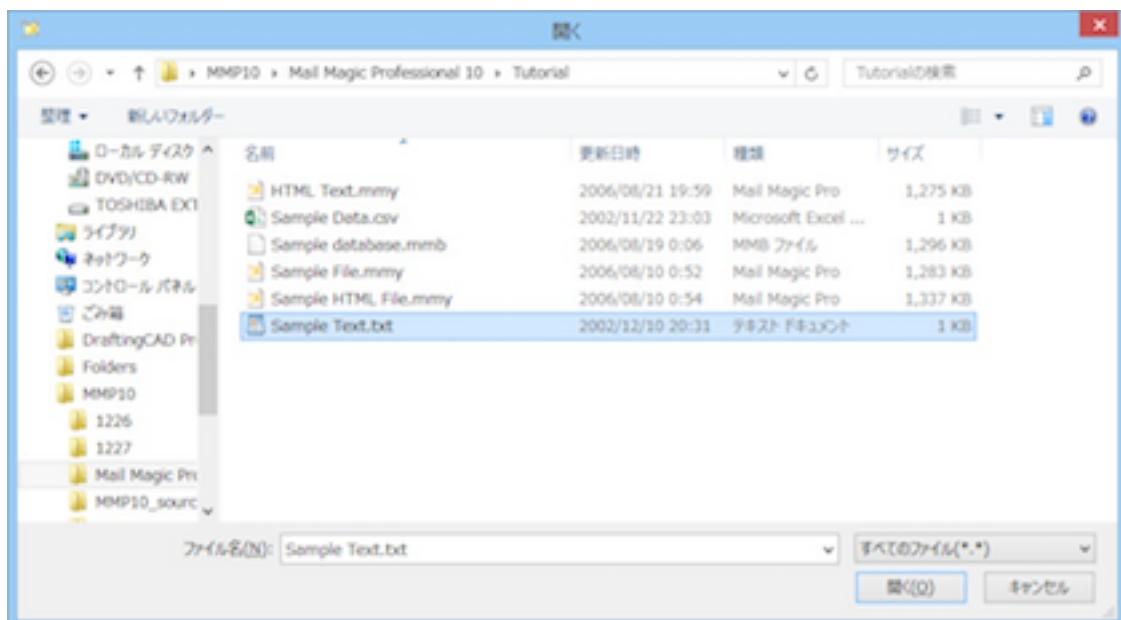 開く
MMP10 Mail Magic Professional 10 Tutorial
Tutorialの検索
整理 新しいフォルダー
ローカル ディスク
DVD/CD-RW
TOSHIBA EXT
ライブラリ
ネットワーク
コントロール パネル
ごみ箱
DraftingCAD Pr
Folders
MMP10
1226
1227
Mail Magic Pro
MMP10_sourc
名前 更新日時 種類 サイズ
HTML Text.mmy 2006/08/21 19:59 Mail Magic Pro 1,275 KB
Sample Data.csv 2002/11/22 23:03 Microsoft Excel ... 1 KB
Sample database.mmb 2006/08/19 0:06 MMB ファイル 1,296 KB
Sample File.mmy 2006/08/10 0:52 Mail Magic Pro 1,283 KB
Sample HTML File.mmy 2006/08/10 0:54 Mail Magic Pro 1,337 KB
Sample Text.txt 2002/12/10 20:31 テキスト ドキュメント 1 KB
ファイル名(N): Sample Text.txt
すべてのファイル(*.*)
開く(O) キャンセル